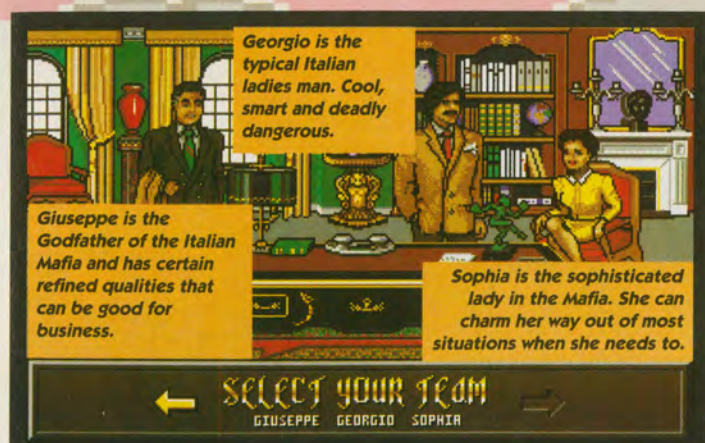 Georgio is the
typical Italian
ladies man. Cool,
smart and deadly
dangerous.
Giuseppe is the
Godfather of the Italian
Mafia and has certain
refined qualities that
can be good for
business.
Sophia is the sophisticated
lady in the Mafia. She can
charm her way out of most
situations when she needs to.
SELECT YOUR TEAM
GIUSEPPE GEORGIO SOPHIA